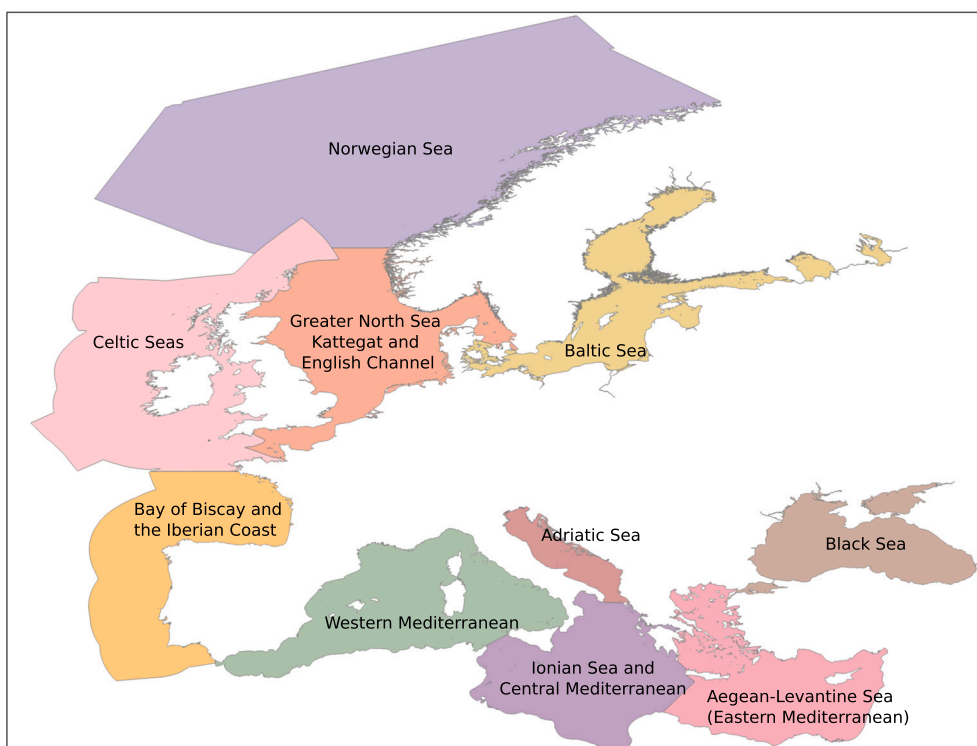 Norwegian Sea
Celtic Seas
Greater North Sea
Kattegat and
English Channel
Baltic Sea
Bay of Biscay and
the Iberian Coast
Adriatic Sea
Black Sea
Western Mediterranean
Ionian Sea and
Central Mediterranean
Aegean-Levantine Sea
(Eastern Mediterranean)